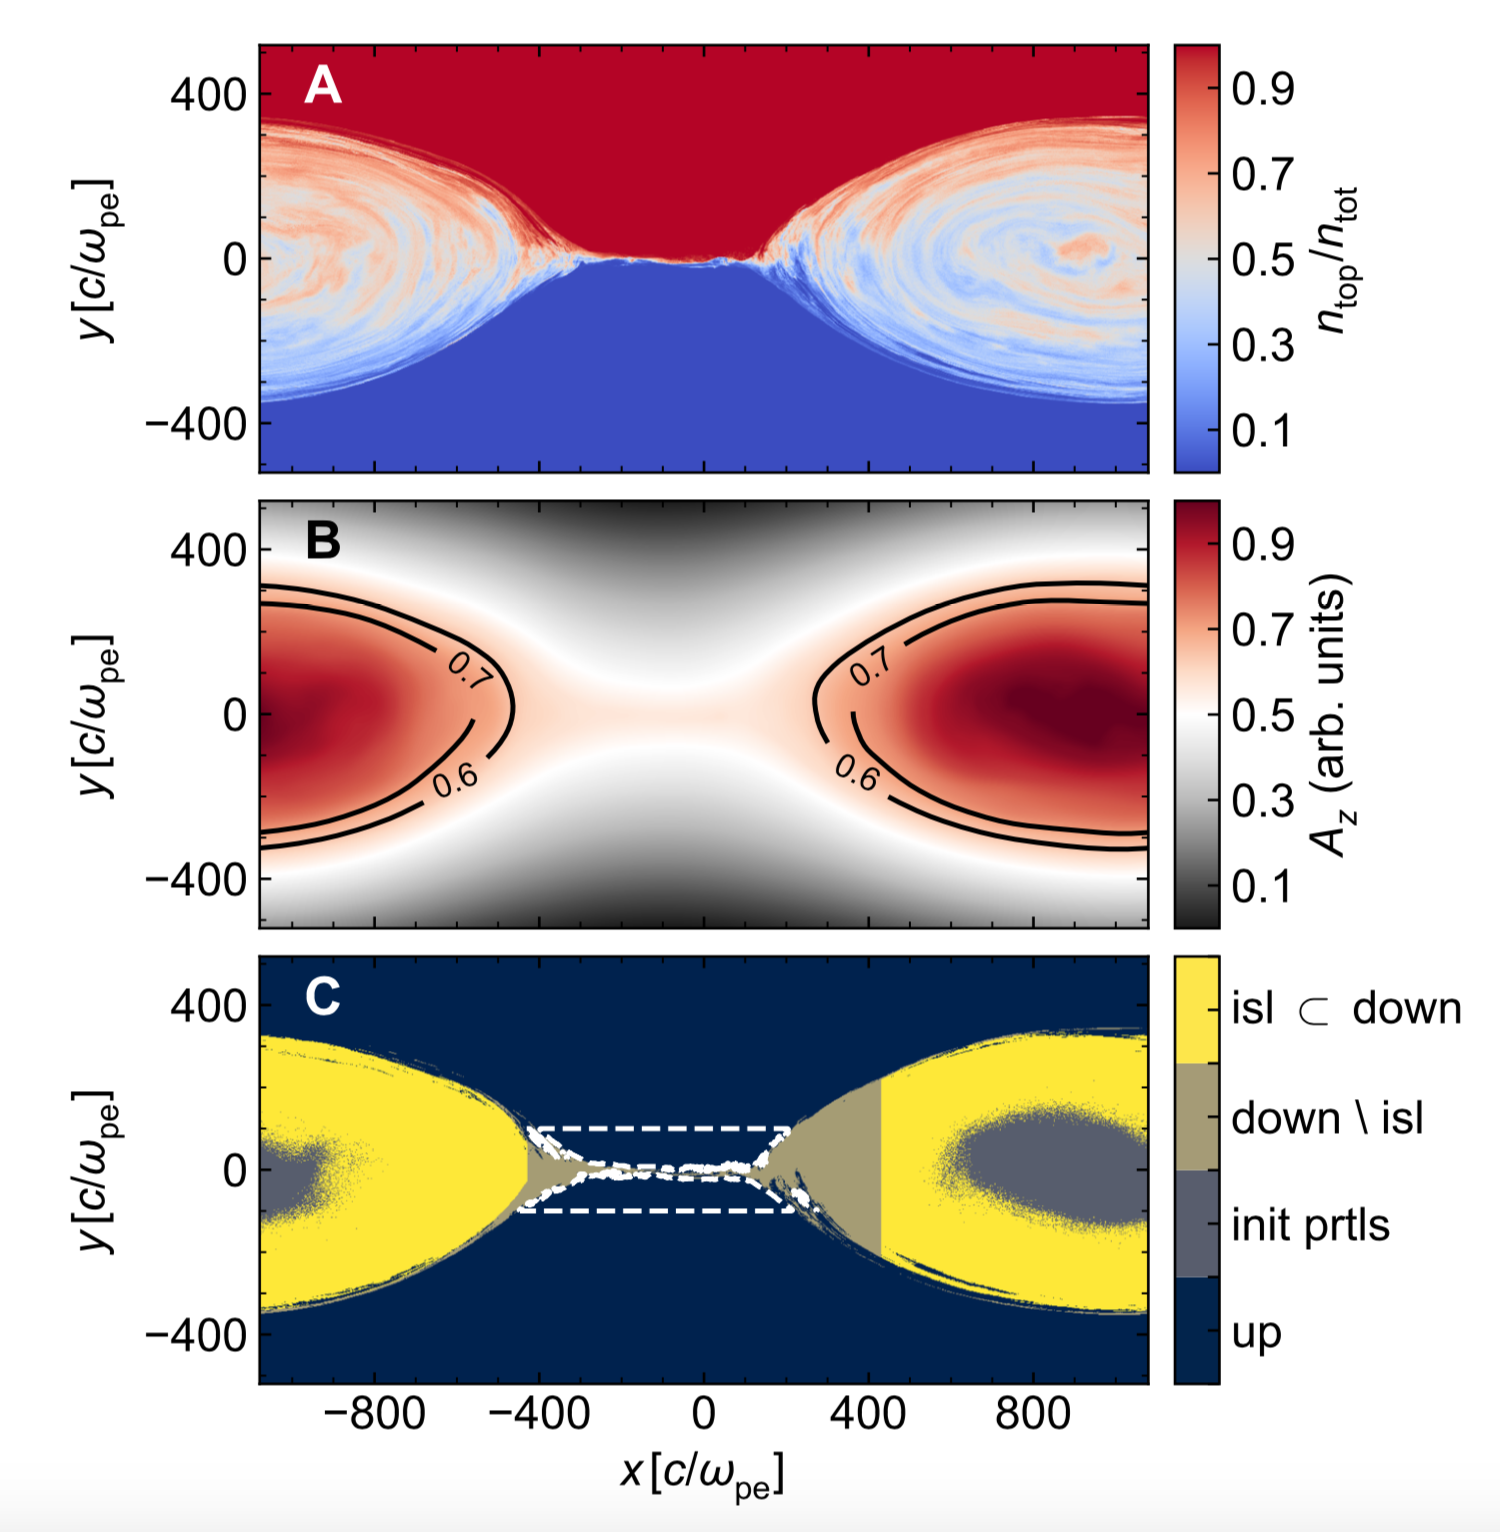 A
400
0
−400
y [c/ωpe]
0.9
0.7
0.5
0.3
0.1
ntop/ntot
B
400
0
−400
y [c/ωpe]
0.7
0.6
0.7
0.6
0.9
0.7
0.5
0.3
0.1
Az (arb. units)
C
400
0
−400
y [c/ωpe]
−800
−400
0
400
800
x [c/ωpe]
isl ⊂ down
down \ isl
init prtls
up